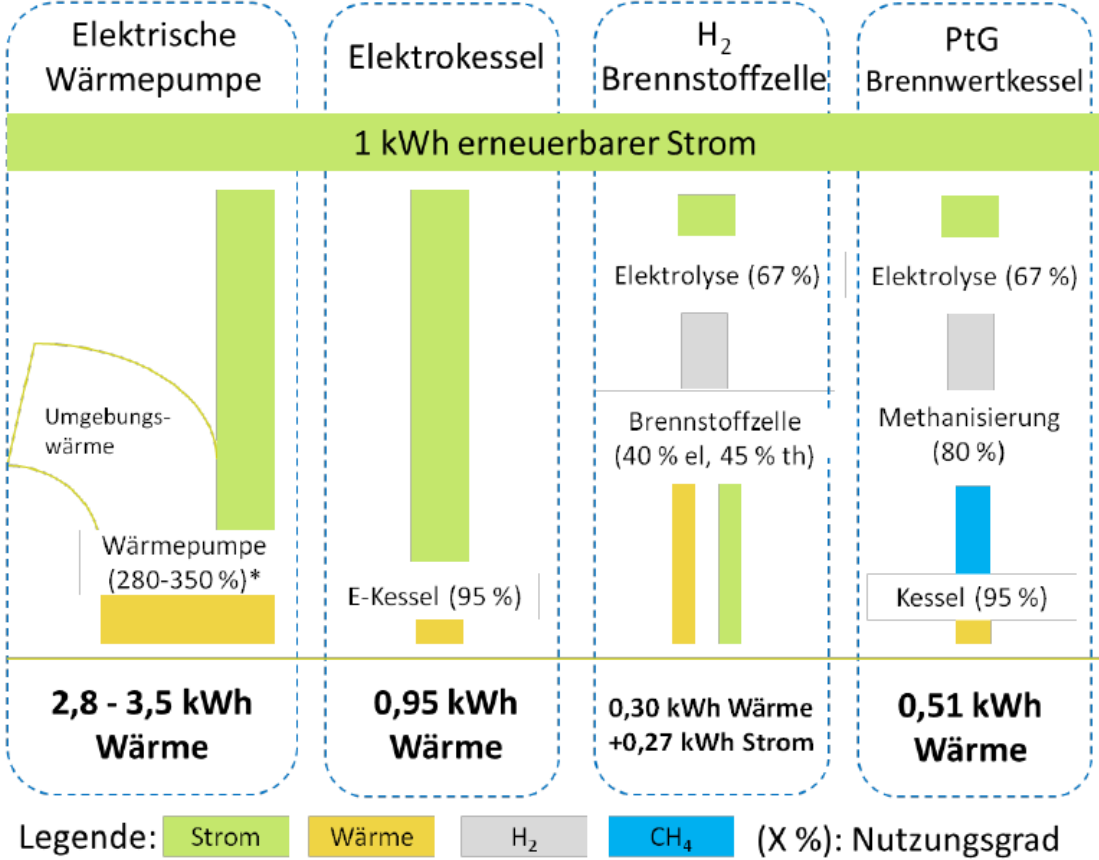 Elektrische
Wärmepumpe
Elektrokessel
H₂
Brennstoffzelle
PtG
Brennwertkessel
1 kWh erneuerbarer Strom
Umgebungs-
wärme
Wärmepumpe
(280-350 %)*
2,8 - 3,5 kWh
Wärme
E-Kessel (95 %)
0,95 kWh
Wärme
Elektrolyse (67 %)
Brennstoffzelle
(40 % el, 45 % th)
0,30 kWh Wärme
+0,27 kWh Strom
Elektrolyse (67 %)
Methanisierung
(80 %)
Kessel (95 %)
0,51 kWh
Wärme
Legende: Strom Wärme H₂ CH₄ (X %): Nutzungsgrad